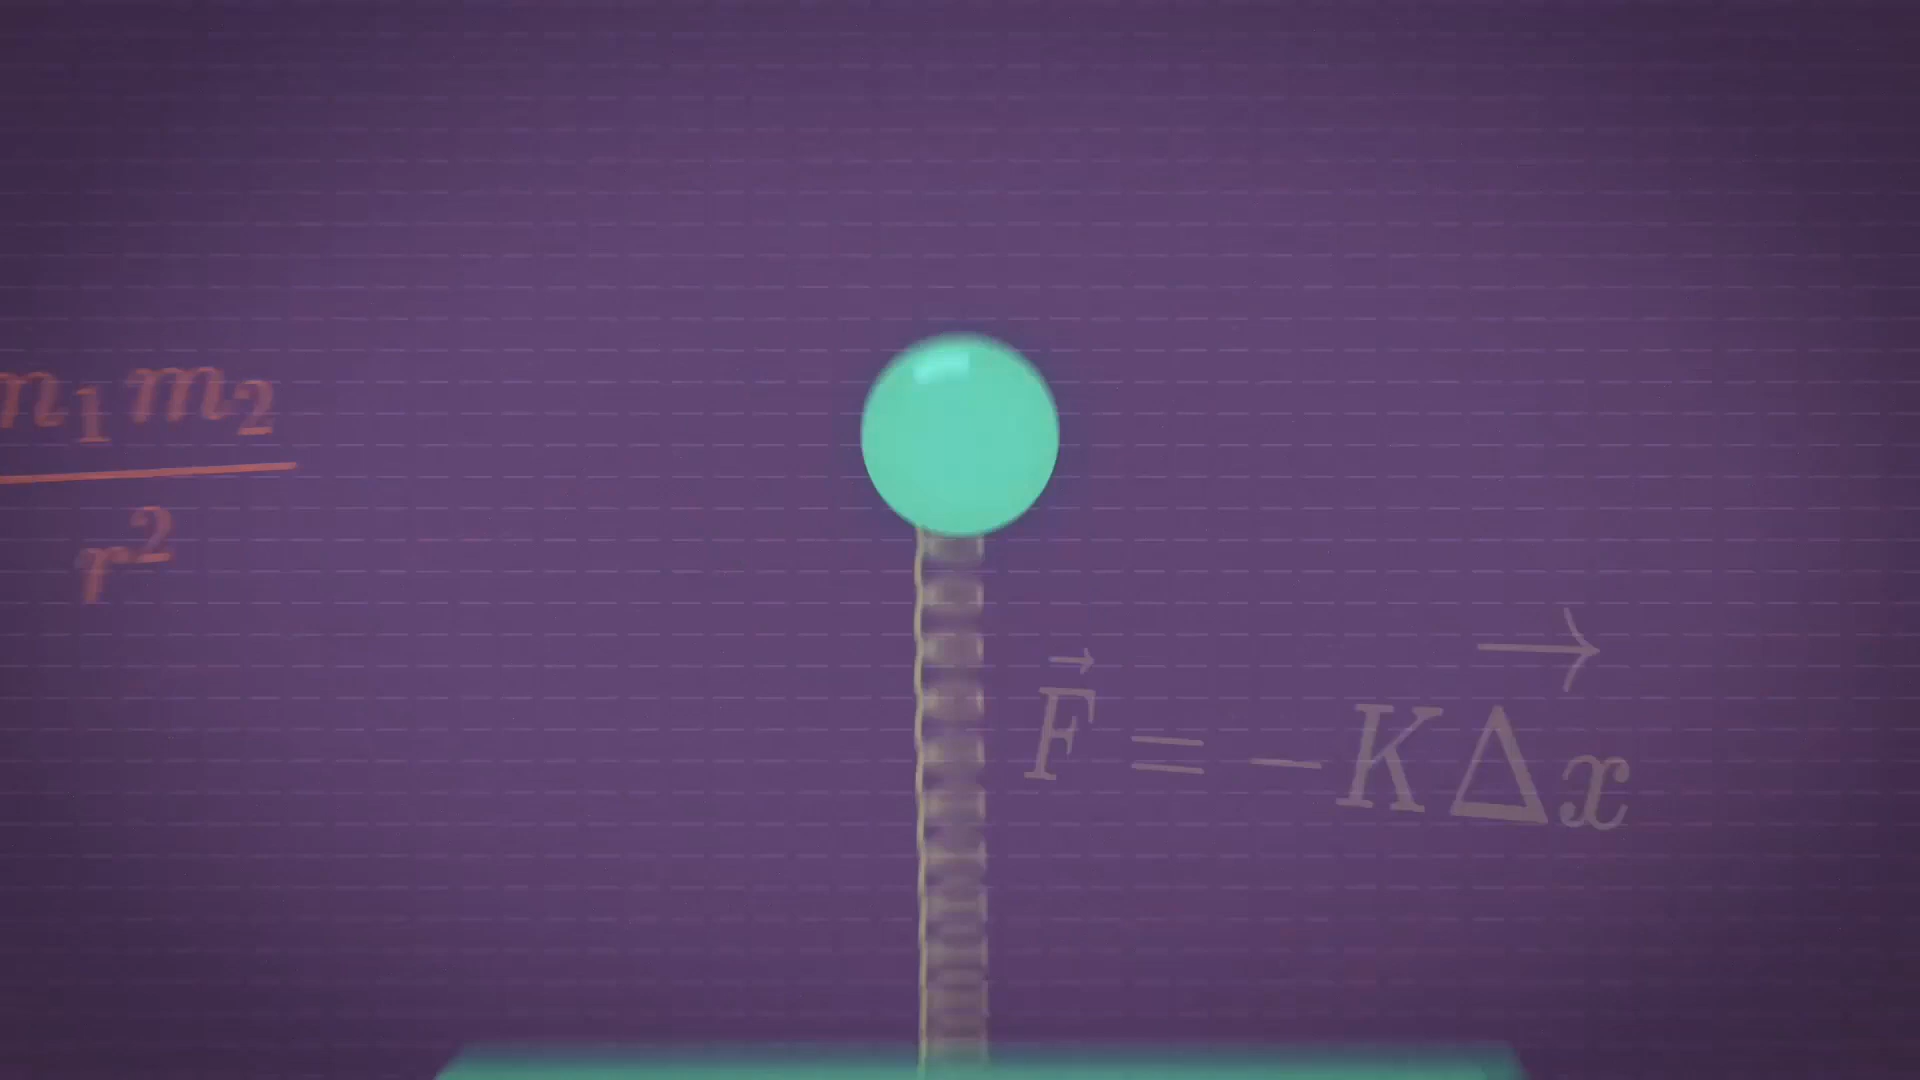 m₁m₂
r²
F⃗ = −KΔx⃗